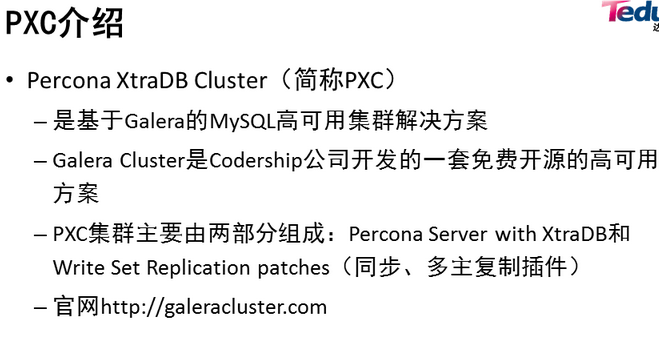 PXC介绍
Tedu
达
• Percona XtraDB Cluster（简称PXC）
– 是基于Galera的MySQL高可用集群解决方案
– Galera Cluster是Codership公司开发的一套免费开源的高可用
方案
– PXC集群主要由两部分组成：Percona Server with XtraDB和
Write Set Replication patches（同步、多主复制插件）
– 官网http://galeracluster.com